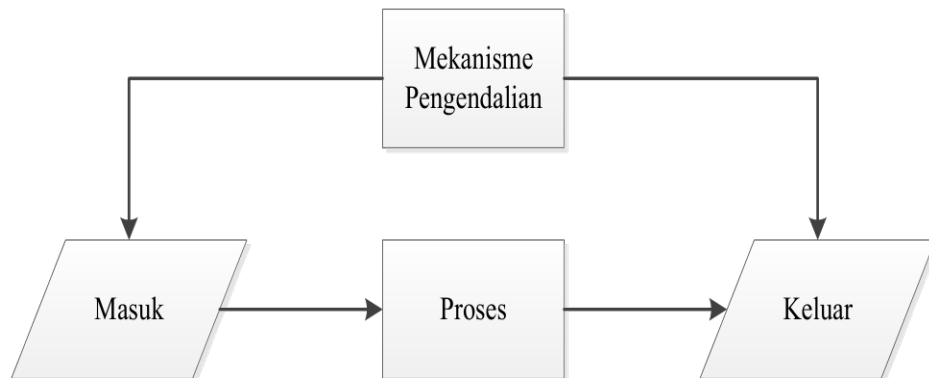 Mekanisme
Pengendalian
Masuk
Proses
Keluar